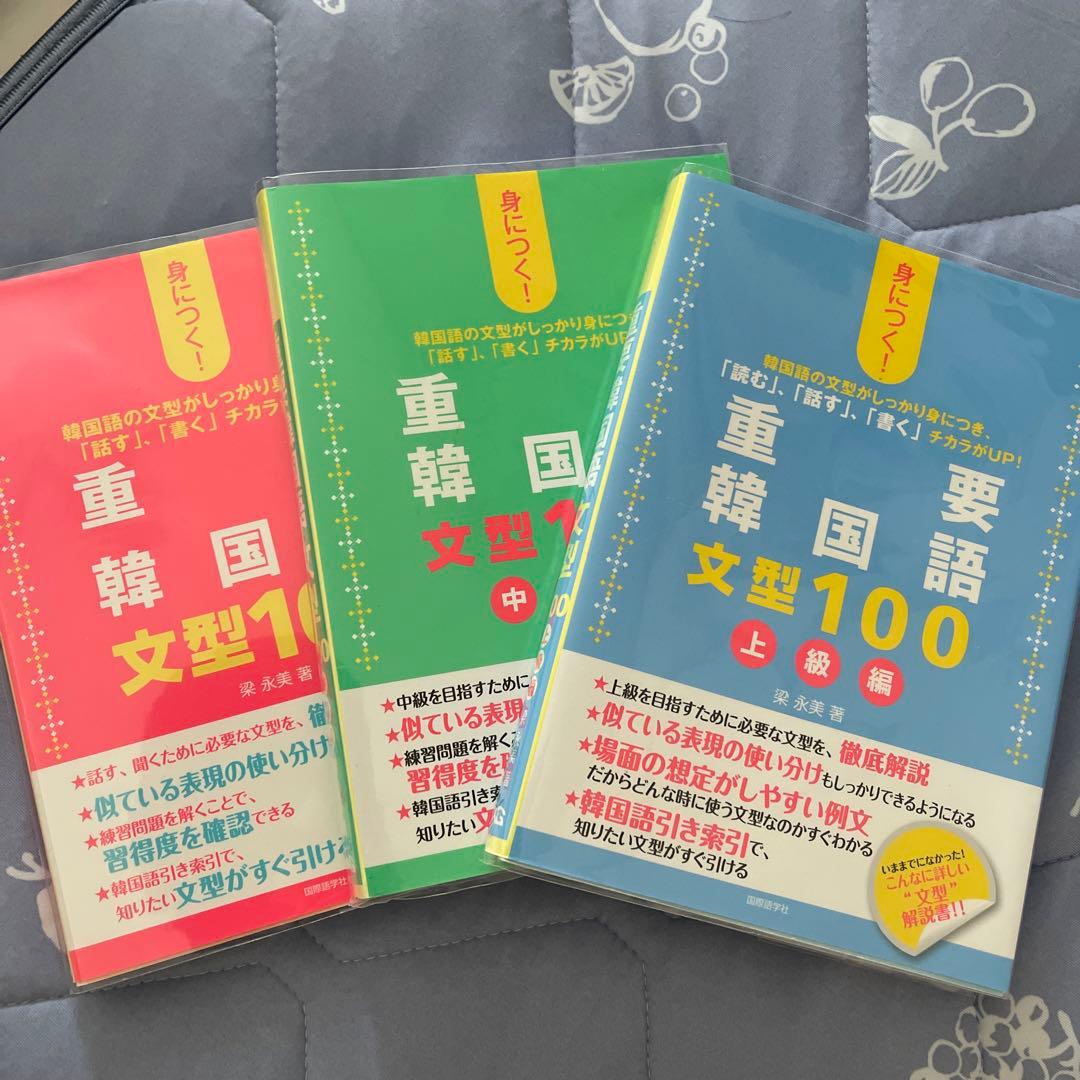 身につく!
韓国語の文型がしっかり身
「話す」、「書く」チカラ
重
韓国
文型10
梁 永美 著
★話す、聞くために必要な文型を、徹
★似ている表現の使い分け
★練習問題を解くことで、
習得度を確認できる
★韓国語引き索引で、
知りたい文型がすぐ引ける
国際語学社
身につく!
韓国語の文型がしっかり身につき
「話す」、「書く」チカラがUP
重
韓国
文型1
中
★中級を目指すために
★似ている表現
★練習問題を解く
習得度を
★韓国語引き索引
知りたい文
身につく!
韓国語の文型がしっかり身につき、
「読む」、「話す」、「書く」チカラがUP!
重要
韓国語
文型100
上級編
梁 永美 著
★上級を目指すために必要な文型を、徹底解説
★似ている表現の使い分けもしっかりできるようになる
★場面の想定がしやすい例文
だからどんな時に使う文型なのかすぐわかる
★韓国語引き索引で、
知りたい文型がすぐ引ける
国際語学社
いままでになかった!
こんなに詳しい
“文型”
解説書!!